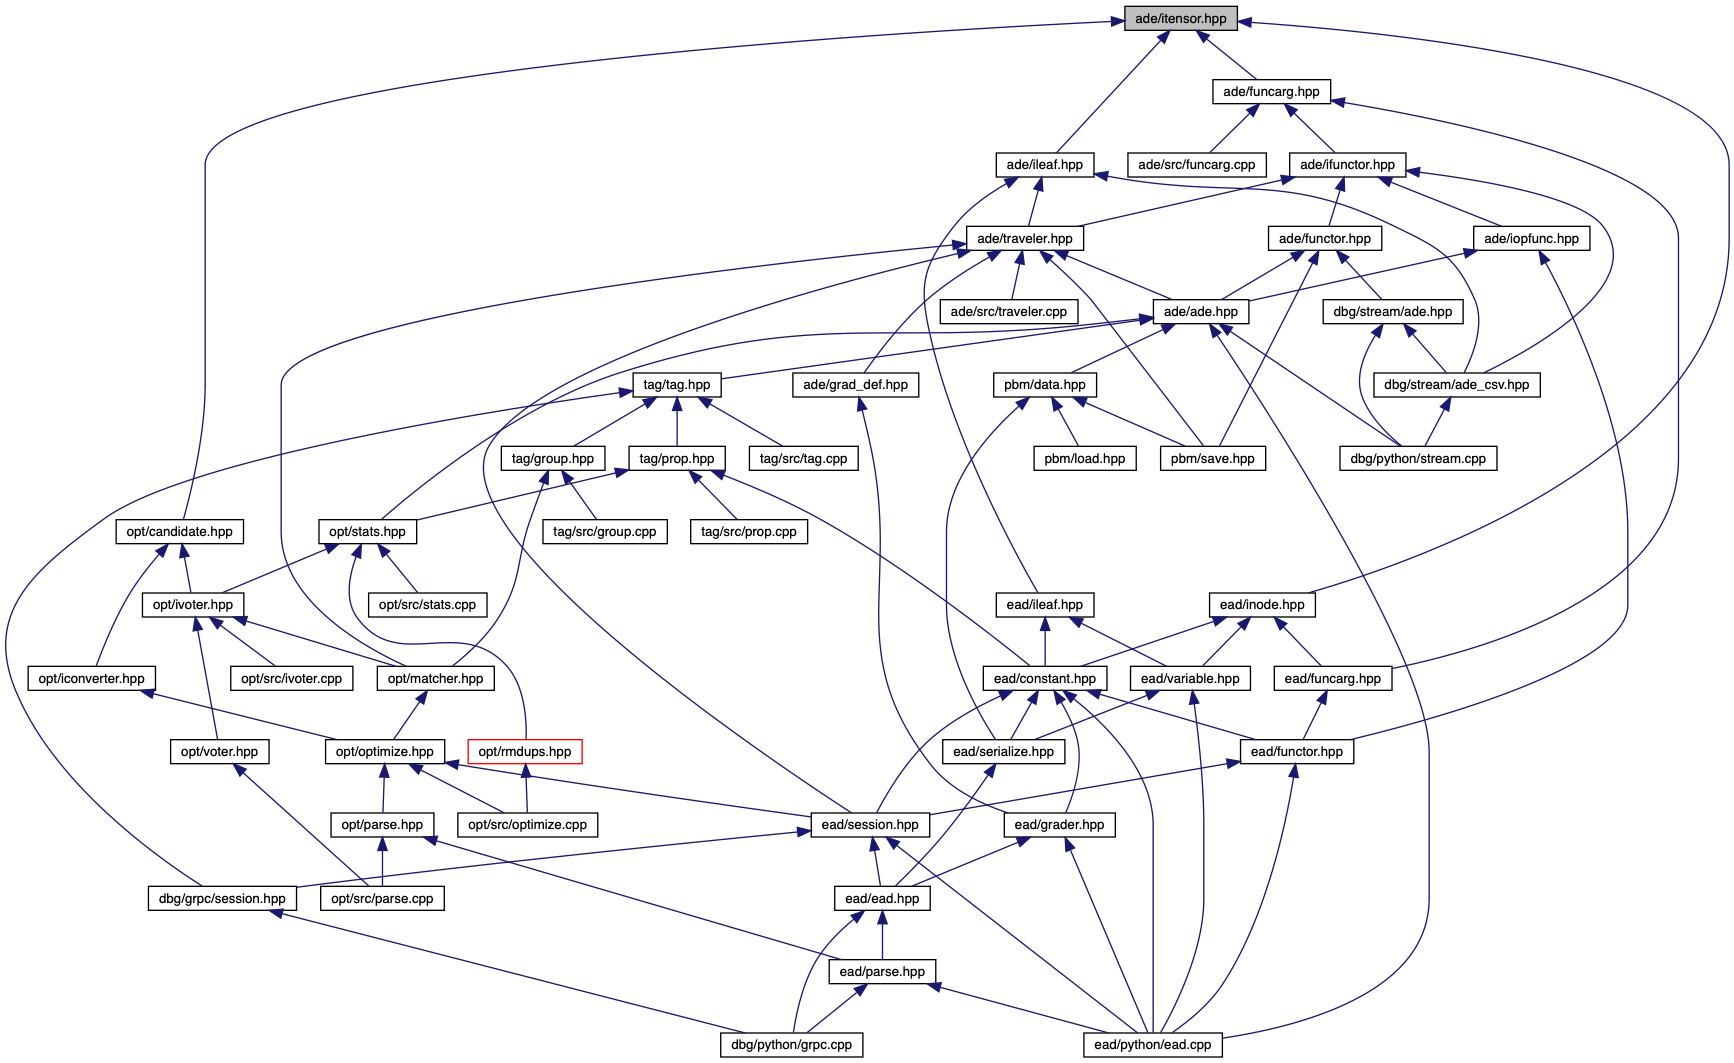 ade/itensor.hpp
ade/funcarg.hpp
ade/ileaf.hpp
ade/src/funcarg.cpp
ade/ifunctor.hpp
ade/traveler.hpp
ade/functor.hpp
ade/iopfunc.hpp
ade/src/traveler.cpp
ade/ade.hpp
dbg/stream/ade.hpp
tag/tag.hpp
ade/grad_def.hpp
pbm/data.hpp
dbg/stream/ade_csv.hpp
tag/group.hpp
tag/prop.hpp
tag/src/tag.cpp
pbm/load.hpp
pbm/save.hpp
dbg/python/stream.cpp
opt/candidate.hpp
opt/stats.hpp
tag/src/group.cpp
tag/src/prop.cpp
opt/ivoter.hpp
opt/src/stats.cpp
ead/ileaf.hpp
ead/inode.hpp
opt/iconverter.hpp
opt/src/ivoter.cpp
opt/matcher.hpp
ead/constant.hpp
ead/variable.hpp
ead/funcarg.hpp
opt/voter.hpp
opt/optimize.hpp
opt/rmdups.hpp
ead/serialize.hpp
ead/functor.hpp
opt/parse.hpp
opt/src/optimize.cpp
ead/session.hpp
ead/grader.hpp
dbg/grpc/session.hpp
opt/src/parse.cpp
ead/ead.hpp
ead/parse.hpp
dbg/python/grpc.cpp
ead/python/ead.cpp